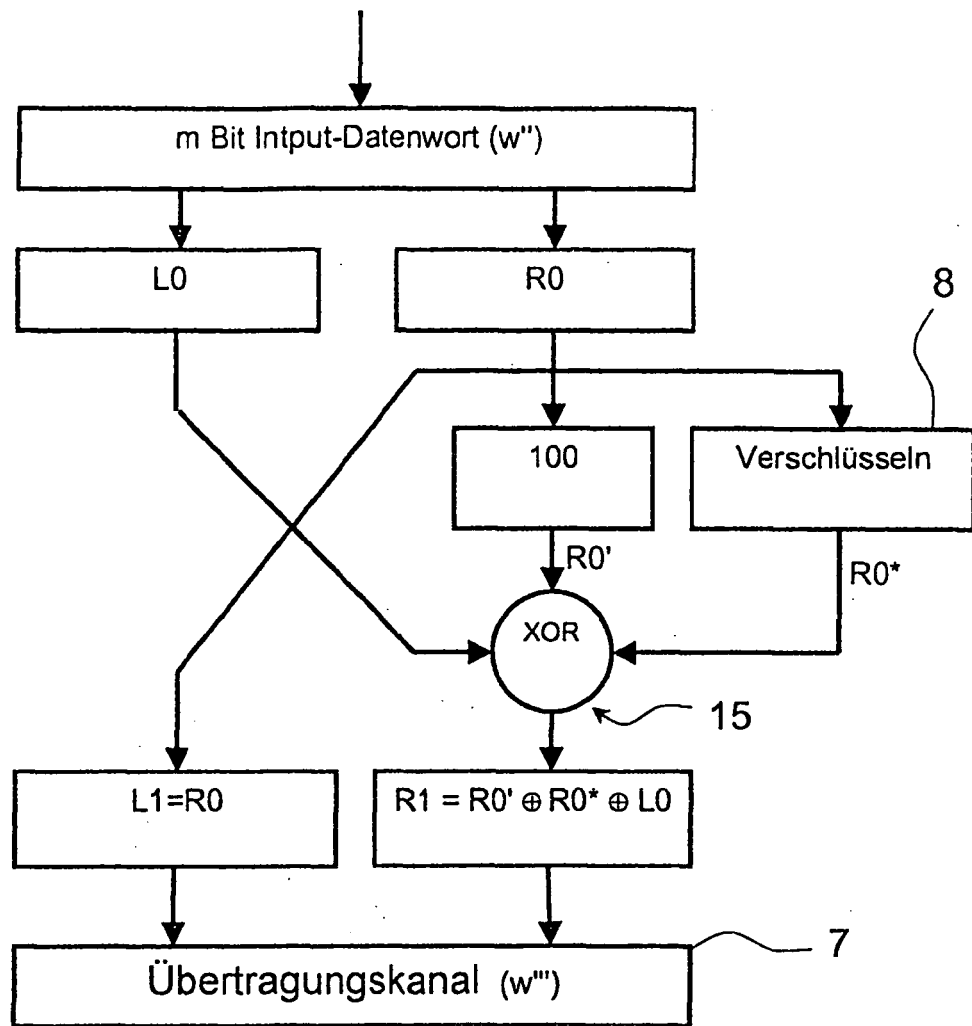 m Bit Intput-Datenwort (w'')
L0
R0
8
100
Verschlüsseln
R0'
R0*
XOR
15
L1=R0
R1 = R0' ⊕ R0* ⊕ L0
7
Übertragungskanal (w''')